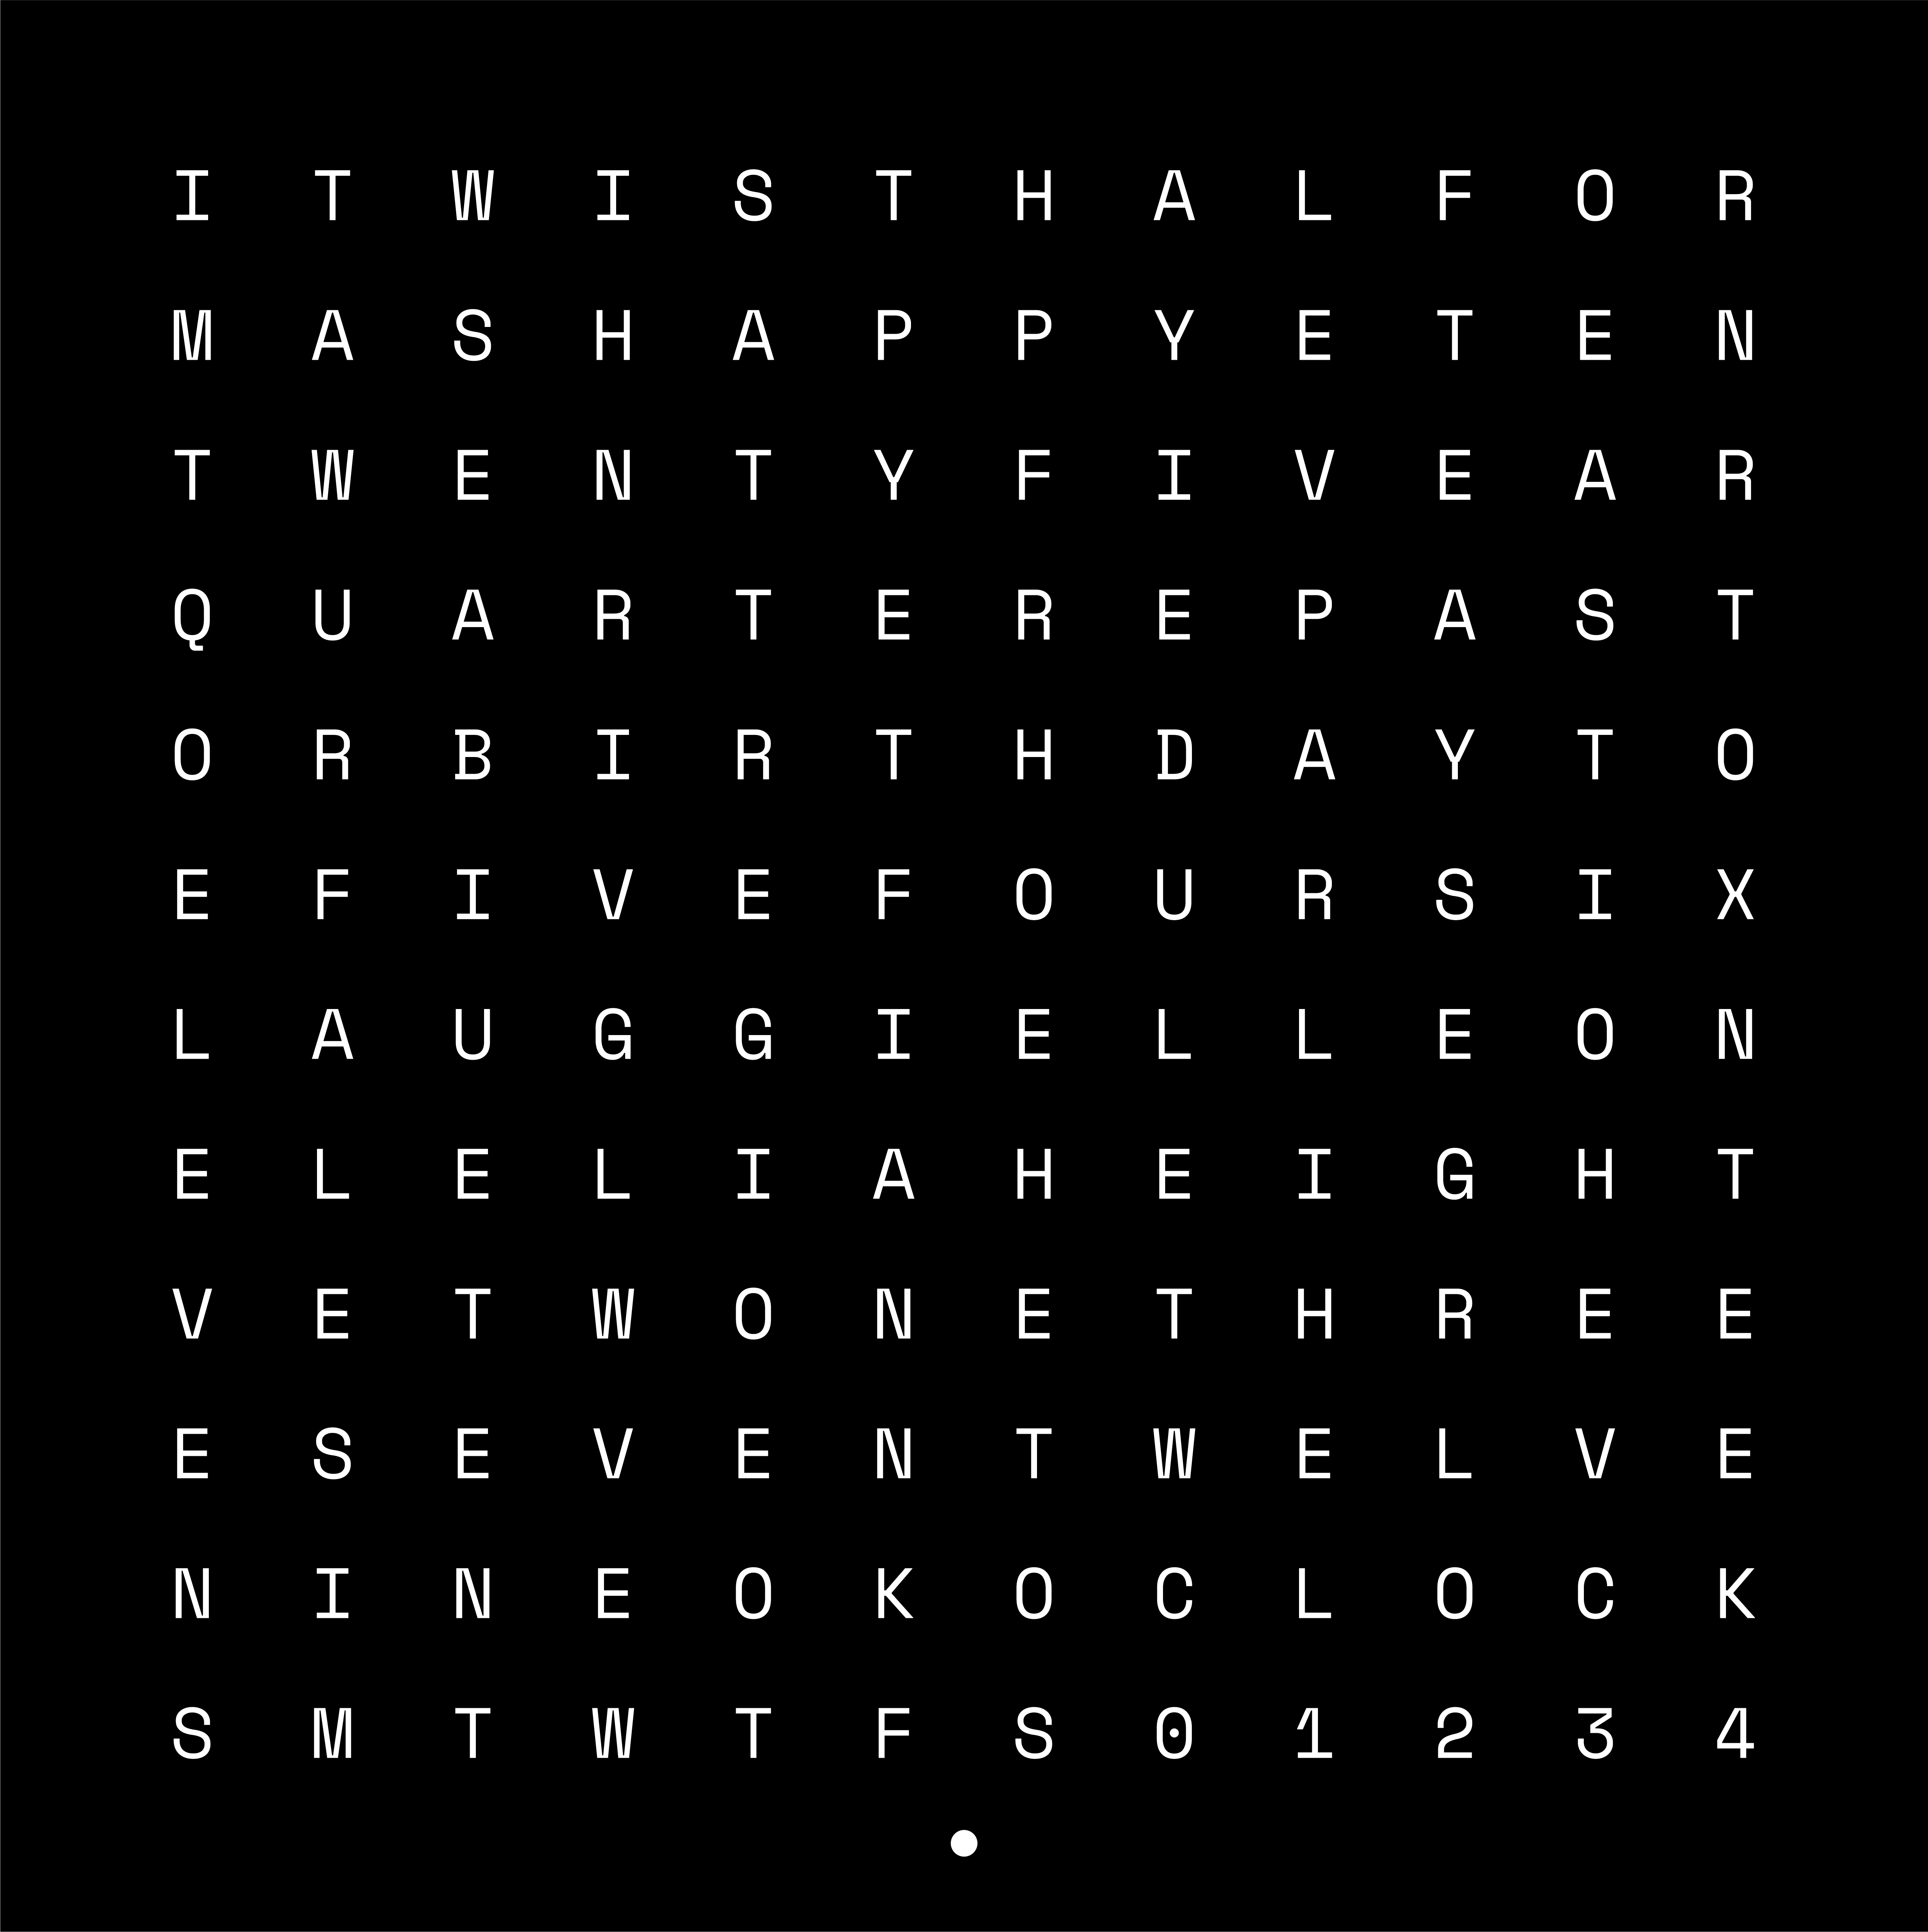 I T W I S T H A L F O R
M A S H A P P Y E T E N
T W E N T Y F I V E A R
Q U A R T E R E P A S T
O R B I R T H D A Y T O
E F I V E F O U R S I X
L A U G G I E L L E O N
E L E L I A H E I G H T
V E T W O N E T H R E E
E S E V E N T W E L V E
N I N E O K O C L O C K
S M T W T F S 0 1 2 3 4